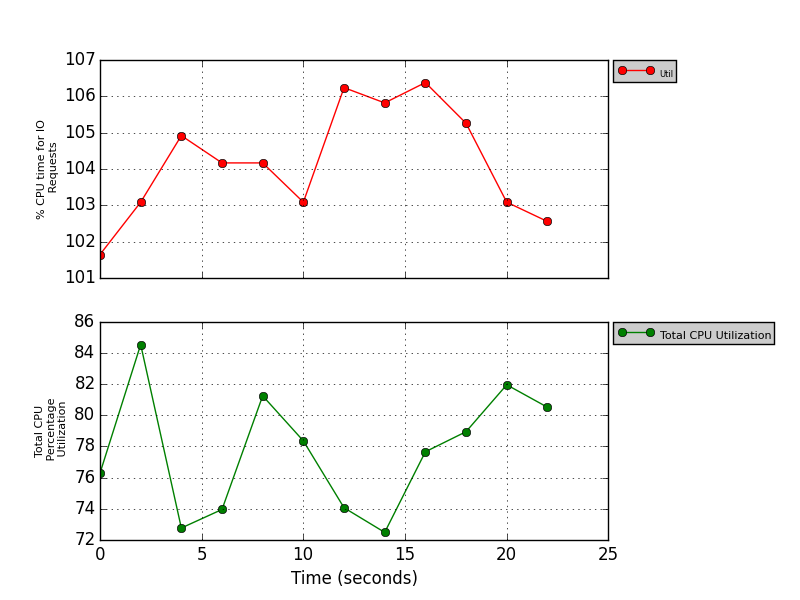 107
106
105
104
103
102
101
% CPU time for IO
Requests
Util
86
84
82
80
78
76
74
72
Total CPU
Percentage
Utilization
Total CPU Utilization
0 5 10 15 20 25
Time (seconds)